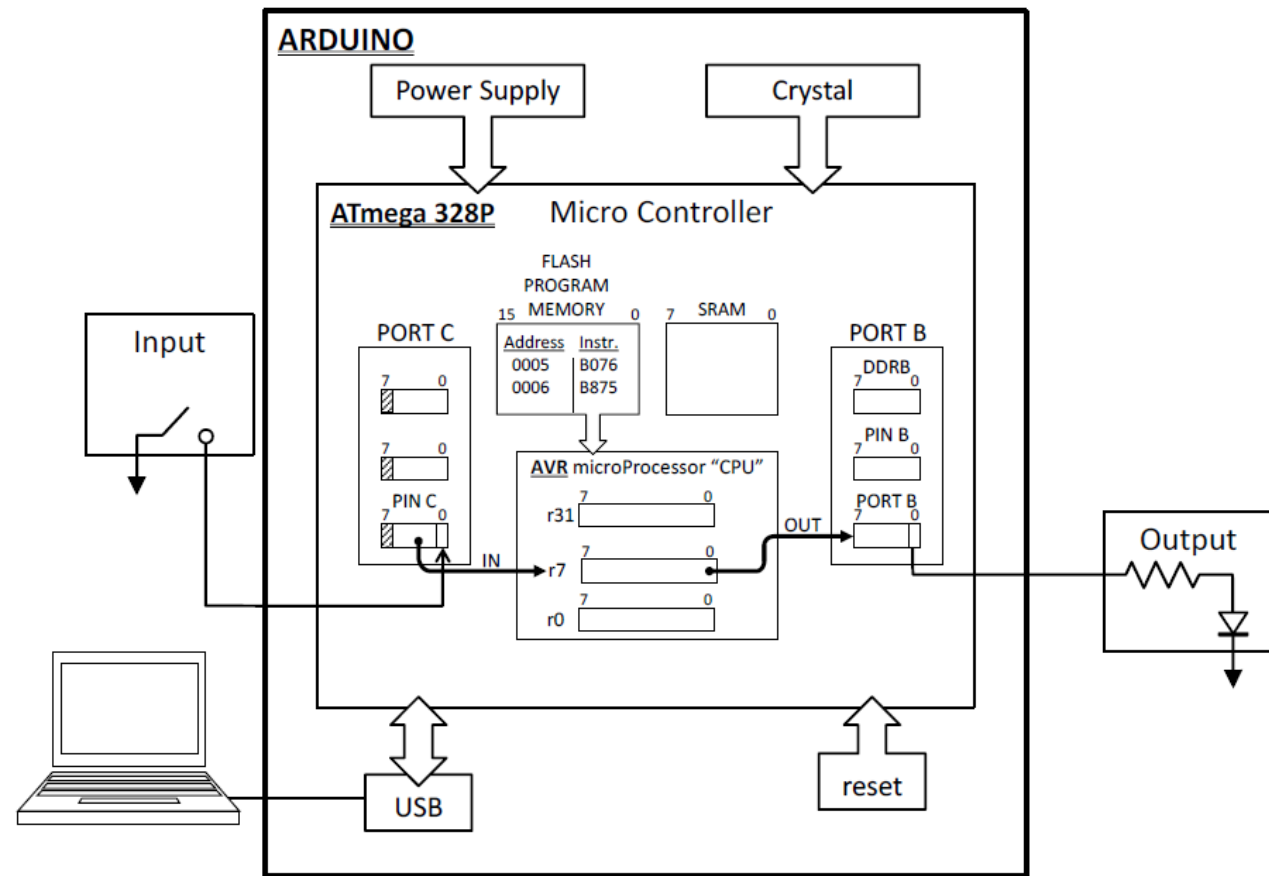 ARDUINO
Power Supply
Crystal
ATmega 328P Micro Controller
FLASH
PROGRAM
MEMORY
15 0
7 SRAM 0
Address Instr.
0005 B076
0006 B875
Input
PORT C
7 0
7 0
PIN C
7 0
IN
AVR microProcessor “CPU”
7 0
r31
7 0
r7
7 0
r0
OUT
PORT B
DDRB
7 0
PIN B
7 0
PORT B
7 0
Output
USB
reset